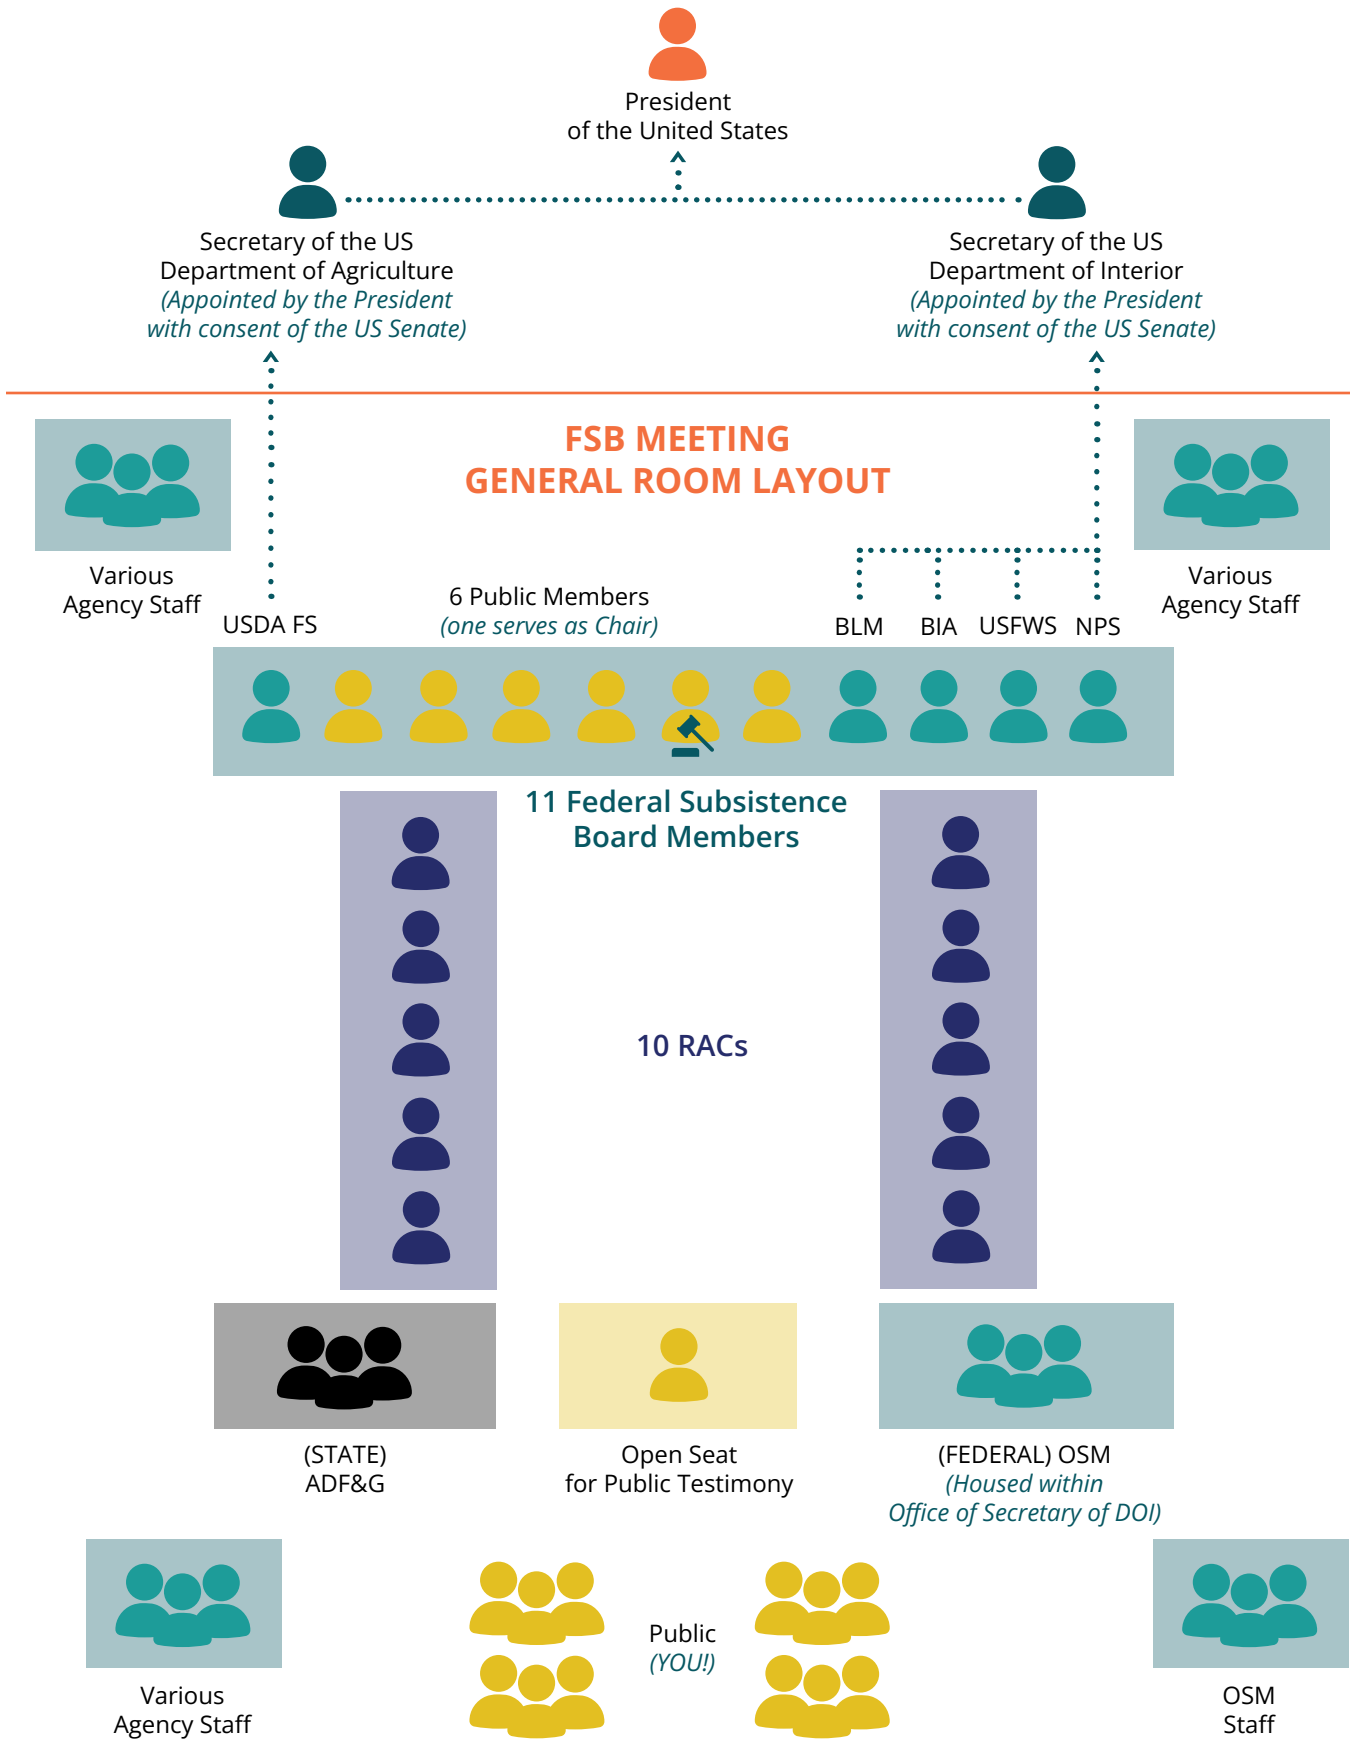 President
of the United States
Secretary of the US
Department of Agriculture
(Appointed by the President
with consent of the US Senate)
Secretary of the US
Department of Interior
(Appointed by the President
with consent of the US Senate)
FSB MEETING
GENERAL ROOM LAYOUT
Various
Agency Staff
Various
Agency Staff
USDA FS
6 Public Members
(one serves as Chair)
BLM
BIA
USFWS
NPS
11 Federal Subsistence
Board Members
10 RACs
(STATE)
ADF&G
Open Seat
for Public Testimony
(FEDERAL) OSM
(Housed within
Office of Secretary of DOI)
Various
Agency Staff
Public
(YOU!)
OSM
Staff